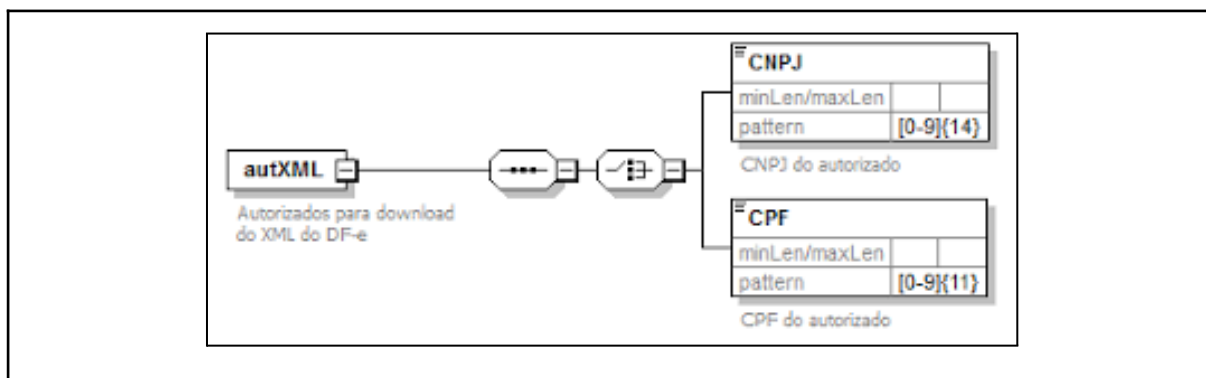 CNPJ
minLen/maxLen
pattern [0-9]{14}
CNPJ do autorizado
autXML
Autorizados para download
do XML do DF-e
CPF
minLen/maxLen
pattern [0-9]{11}
CPF do autorizado